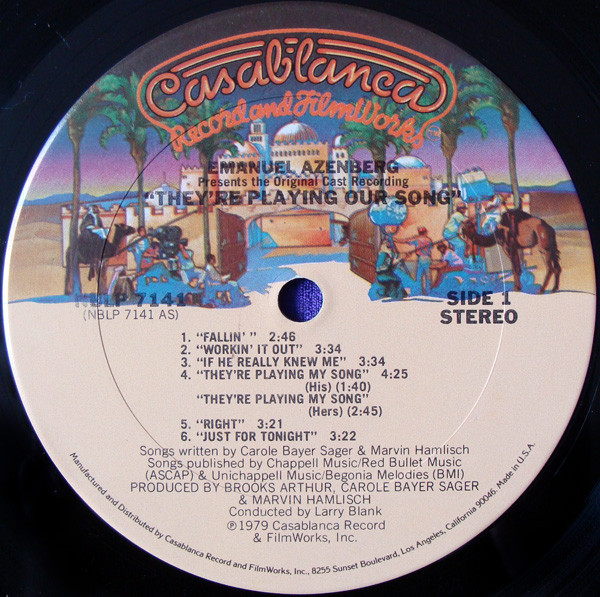 Casablanca
Record and FilmWorks
EMANUEL AZENBERG
Presents the Original Cast Recording
"THEY'RE PLAYING OUR SONG"
NBLP 7141
(NBLP 7141 AS)
SIDE 1
STEREO
1. "FALLIN' " 2:46
2. "WORKIN' IT OUT" 3:34
3. "IF HE REALLY KNEW ME" 3:34
4. "THEY'RE PLAYING MY SONG" 4:25
(His) (1:40)
"THEY'RE PLAYING MY SONG"
(Hers) (2:45)
5. "RIGHT" 3:21
6. "JUST FOR TONIGHT" 3:22
Songs written by Carole Bayer Sager & Marvin Hamlisch
Songs published by Chappell Music/Red Bullet Music
(ASCAP) & Unichappell Music/Begonia Melodies (BMI)
PRODUCED BY BROOKS ARTHUR, CAROLE BAYER SAGER
& MARVIN HAMLISCH
Conducted by Larry Blank
℗1979 Casablanca Record
& FilmWorks, Inc.
Manufactured and Distributed by Casablanca Record and FilmWorks, Inc., 8255 Sunset Boulevard, Los Angeles, California 90046. Made in U.S.A.